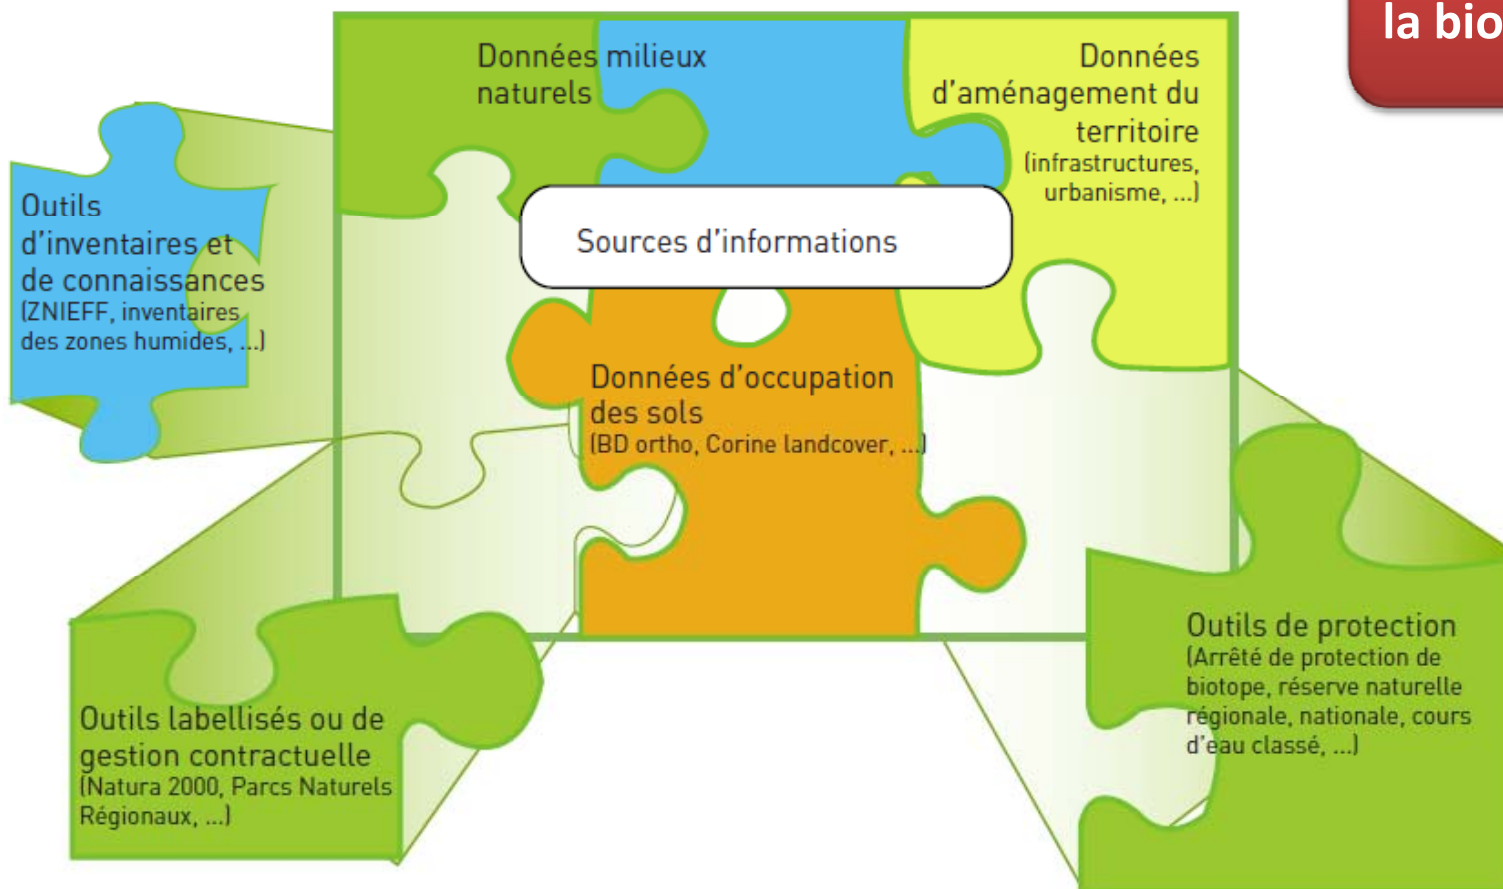 la bio
Données milieux
naturels
Données
d'aménagement du
territoire
(infrastructures,
urbanisme, ...)
Outils
d'inventaires et
de connaissances
(ZNIEFF, inventaires
des zones humides, ...)
Sources d'informations
Données d'occupation
des sols
(BD ortho, Corine landcover, ...)
Outils labellisés ou de
gestion contractuelle
(Natura 2000, Parcs Naturels
Régionaux, ...)
Outils de protection
(Arrêté de protection de
biotope, réserve naturelle
régionale, nationale, cours
d'eau classé, ...)